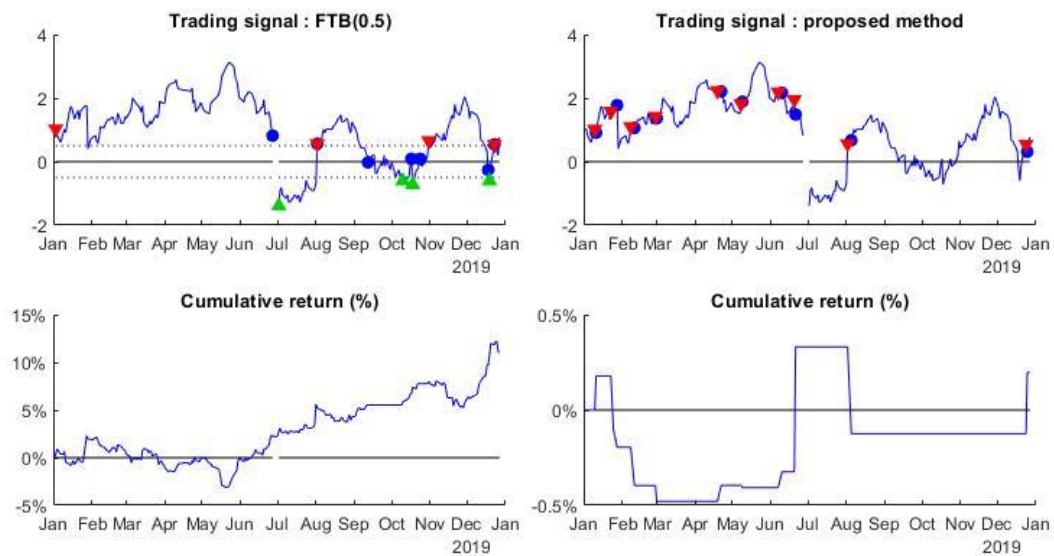 Trading signal : FTB(0.5)
4
2
0
-2
Jan Feb Mar Apr May Jun Jul Aug Sep Oct Nov Dec Jan
2019
Trading signal : proposed method
4
2
0
-2
Jan Feb Mar Apr May Jun Jul Aug Sep Oct Nov Dec Jan
2019
Cumulative return (%)
15%
10%
5%
0%
-5%
Jan Feb Mar Apr May Jun Jul Aug Sep Oct Nov Dec Jan
2019
Cumulative return (%)
0.5%
0%
-0.5%
Jan Feb Mar Apr May Jun Jul Aug Sep Oct Nov Dec Jan
2019